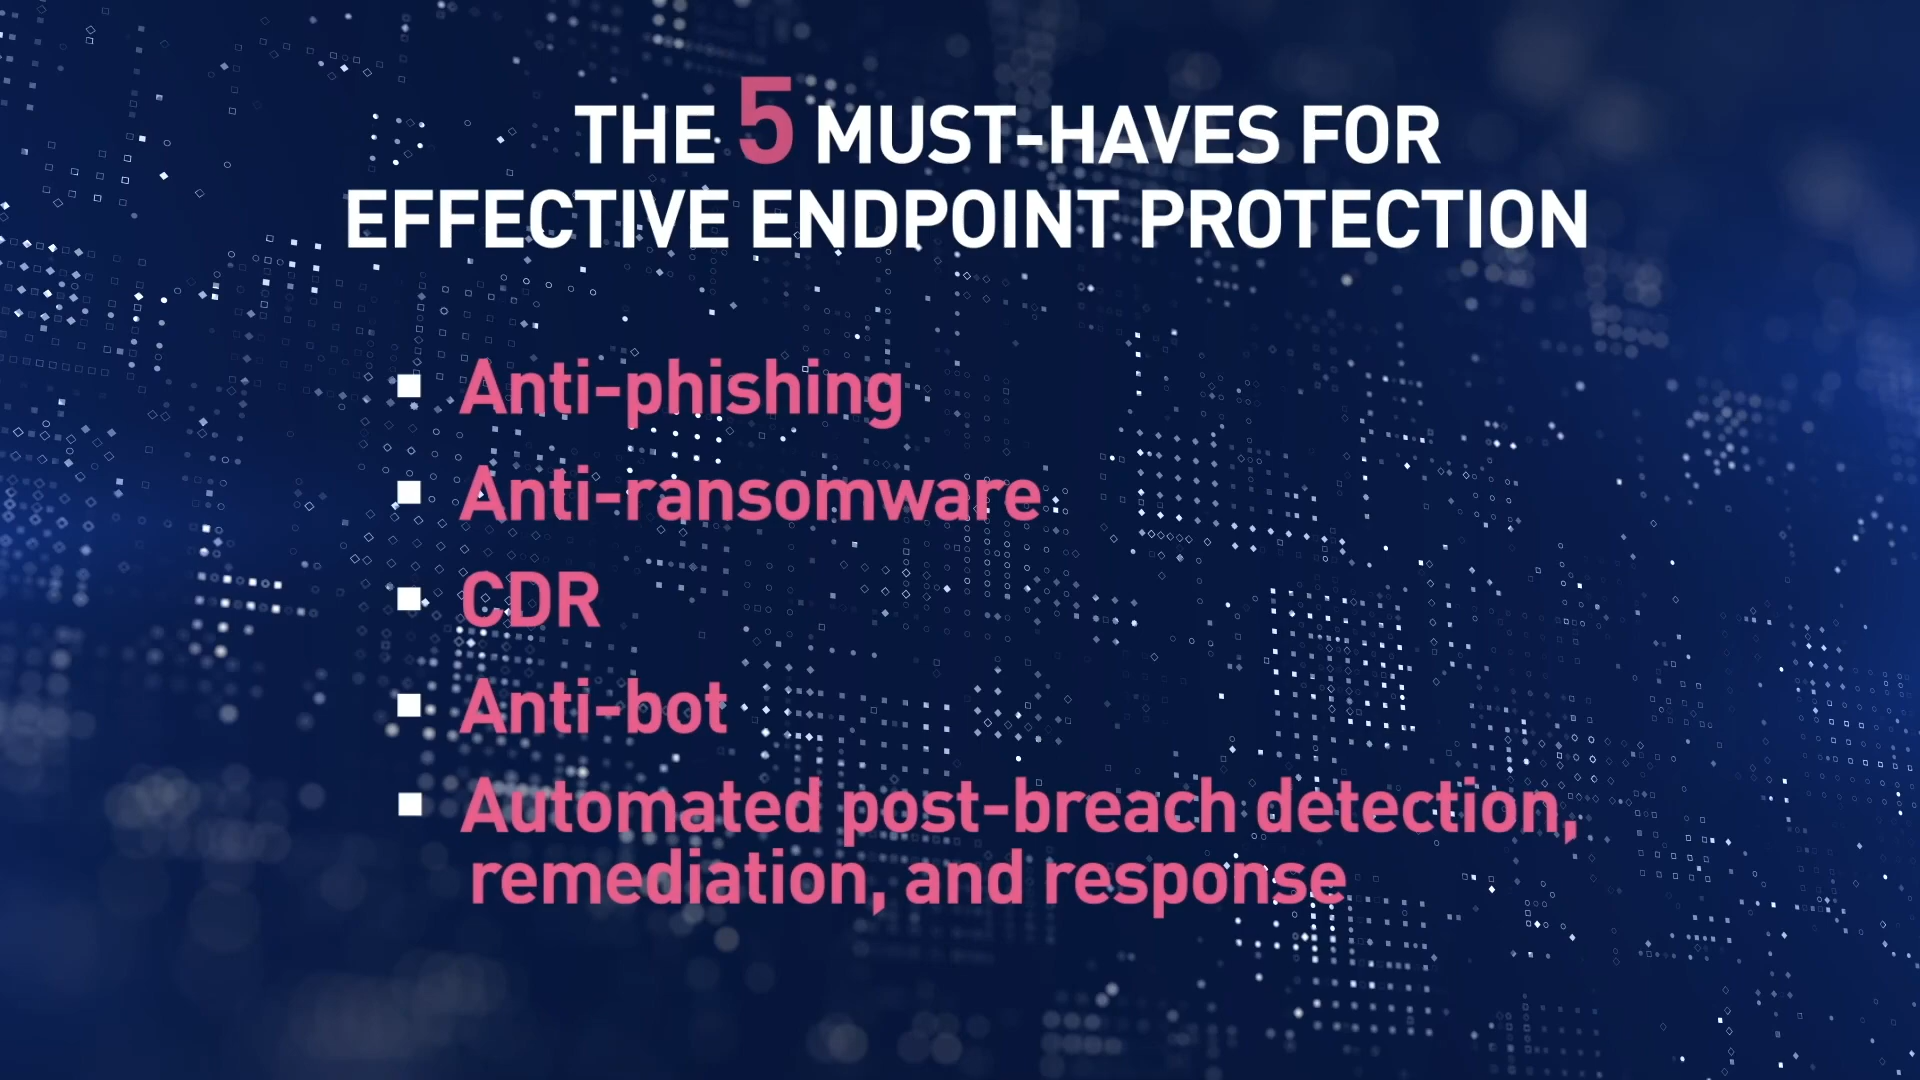 THE 5 MUST-HAVES FOR
EFFECTIVE ENDPOINT PROTECTION
Anti-phishing
Anti-ransomware
CDR
Anti-bot
Automated post-breach detection,
remediation, and response